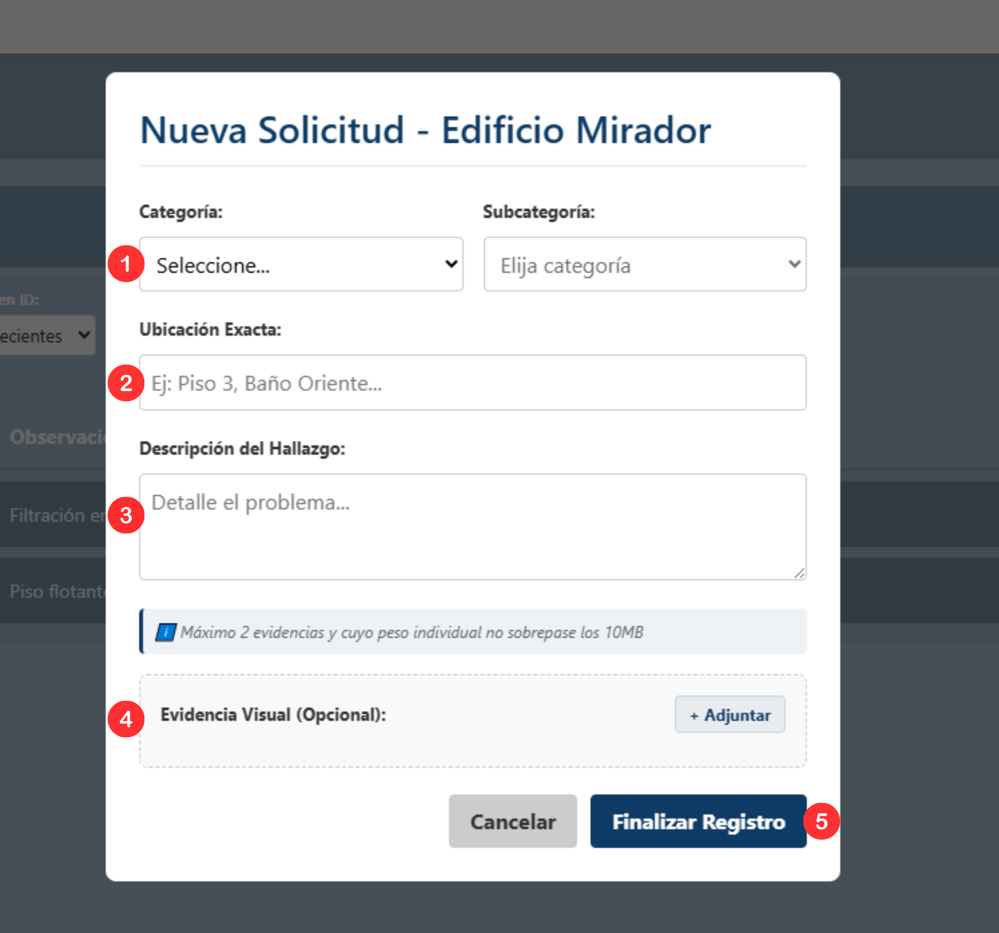 Nueva Solicitud - Edificio Mirador
Categoría: Subcategoría:
1 Seleccione... Elija categoría
en ID:
ecientes
Ubicación Exacta:
2 Ej: Piso 3, Baño Oriente...
Observaci
Descripción del Hallazgo:
3 Detalle el problema...
Filtración en
Piso flotante
i Máximo 2 evidencias y cuyo peso individual no sobrepase los 10MB
4 Evidencia Visual (Opcional): + Adjuntar
Cancelar Finalizar Registro 5